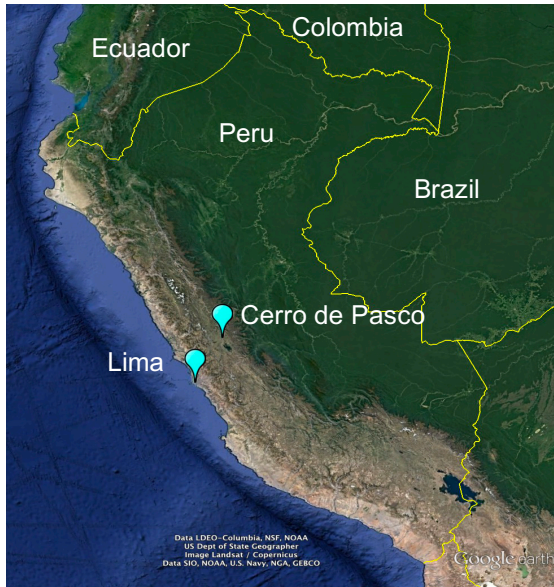 Colombia
Ecuador
Peru
Brazil
Cerro de Pasco
Lima
Data LDEO-Columbia, NSF, NOAA
US Dept of State Geographer
Image Landsat / Copernicus
Data SIO, NOAA, U.S. Navy, NGA, GEBCO
Google earth